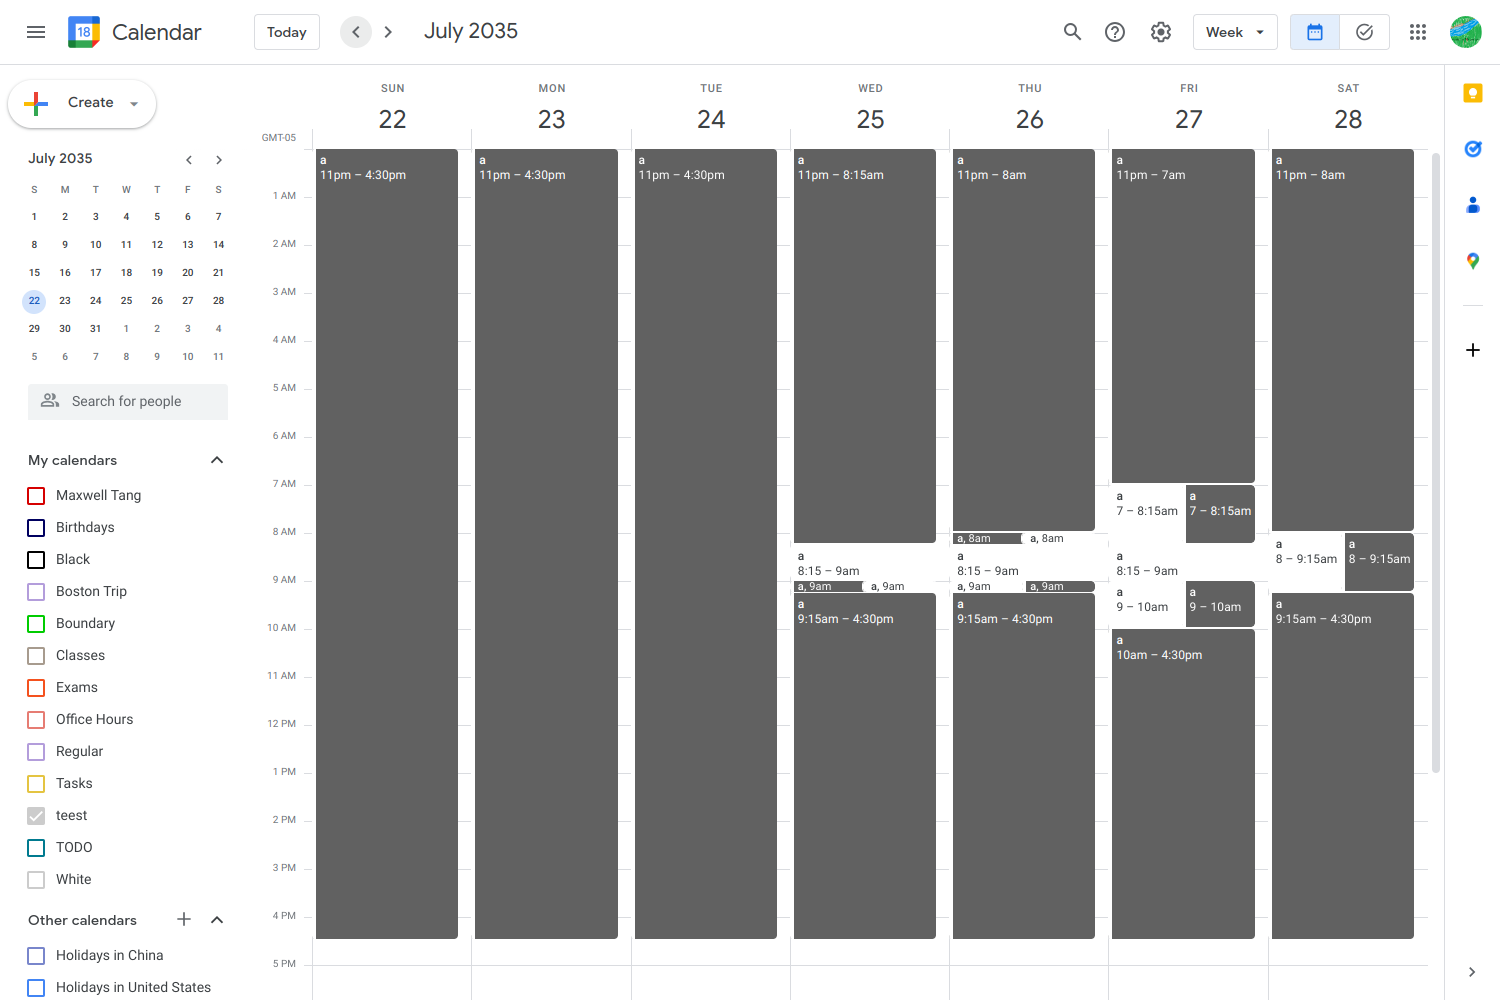 18 Calendar
Today
July 2035
Week
Create
July 2035
S M T W T F S
1 2 3 4 5 6 7
8 9 10 11 12 13 14
15 16 17 18 19 20 21
22 23 24 25 26 27 28
29 30 31 1 2 3 4
5 6 7 8 9 10 11
Search for people
My calendars
Maxwell Tang
Birthdays
Black
Boston Trip
Boundary
Classes
Exams
Office Hours
Regular
Tasks
teest
TODO
White
Other calendars
Holidays in China
Holidays in United States
SUN MON TUE WED THU FRI SAT
22 23 24 25 26 27 28
GMT-05
1 AM
2 AM
3 AM
4 AM
5 AM
6 AM
7 AM
8 AM
9 AM
10 AM
11 AM
12 PM
1 PM
2 PM
3 PM
4 PM
5 PM
a
11pm – 4:30pm
a
11pm – 4:30pm
a
11pm – 4:30pm
a
11pm – 8:15am
a
8:15 – 9am
a, 9am
a, 9am
a
9:15am – 4:30pm
a
11pm – 8am
a, 8am
a, 8am
a
8:15 – 9am
a, 9am
a, 9am
a
9:15am – 4:30pm
a
11pm – 7am
a
7 – 8:15am
a
7 – 8:15am
a
8:15 – 9am
a
9 – 10am
a
9 – 10am
a
10am – 4:30pm
a
11pm – 8am
a
8 – 9:15am
a
8 – 9:15am
a
9:15am – 4:30pm